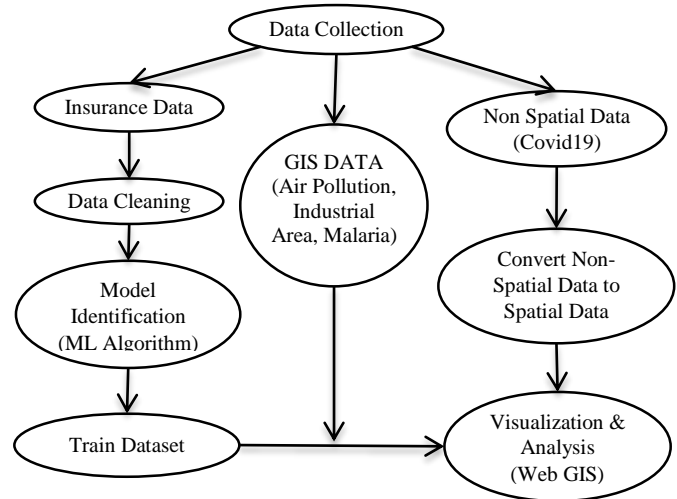 Data Collection
Insurance Data
Non Spatial Data
(Covid19)
GIS DATA
(Air Pollution,
Industrial
Area, Malaria)
Data Cleaning
Convert Non-
Spatial Data to
Spatial Data
Model
Identification
(ML Algorithm)
Train Dataset
Visualization &
Analysis
(Web GIS)